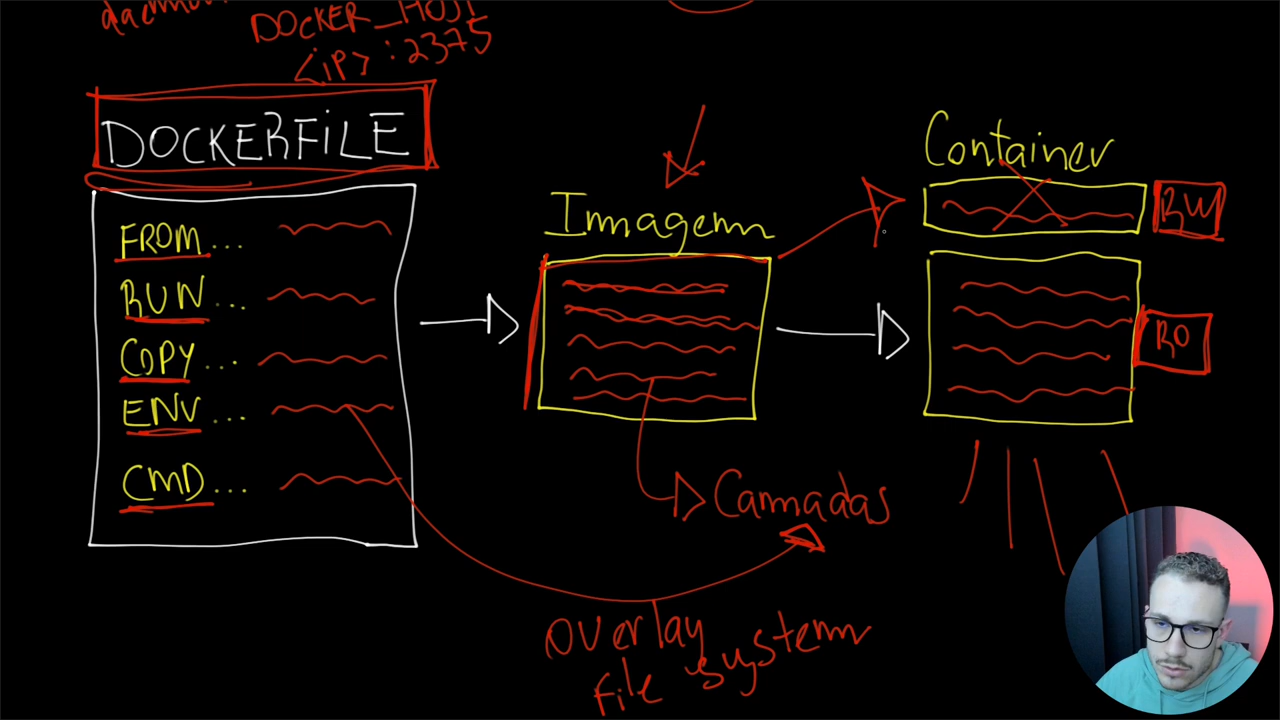 DOCKER_HOST
<ip>:2375
DOCKERFILE
FROM...
RUN...
COPY...
ENV...
CMD...
Imagem
Camadas
overlay
file system
Container
RW
RO